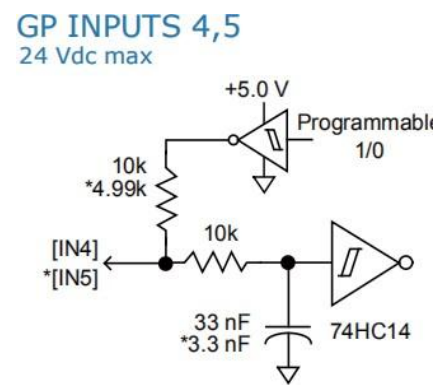 GP INPUTS 4,5
24 Vdc max
+5.0 V
Programmable
1/0
10k
*4.99k
10k
[IN4]
*[IN5]
33 nF
*3.3 nF
74HC14